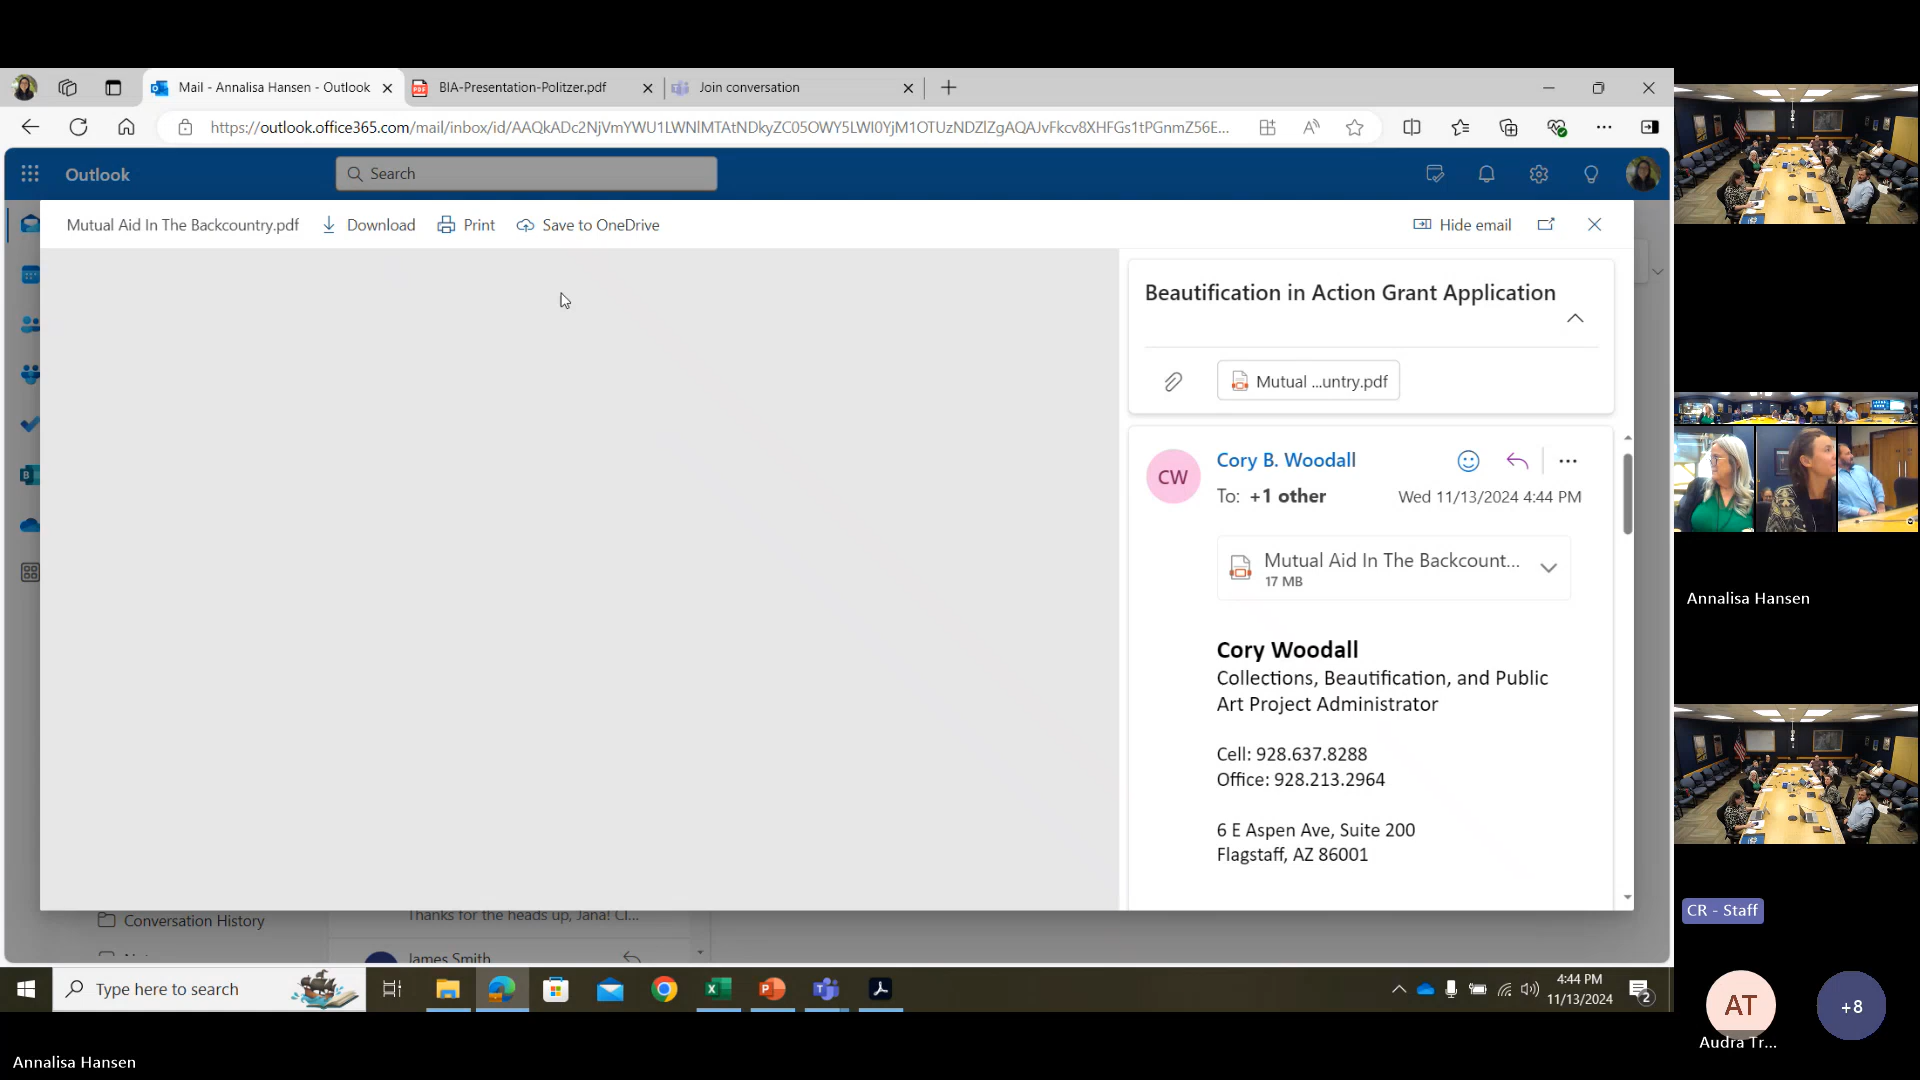 Mail - Annalisa Hansen - Outlook
BIA-Presentation-Politzer.pdf
Join conversation
https://outlook.office365.com/mail/inbox/id/AAQkADc2NjVmYWU1LWNlMTAtNDkyZC05OWY5LWI0YjM1OTUzNDZlZgAQAJvFkcv8XHFGs1tPGnmZ56E...
Outlook
Search
Mutual Aid In The Backcountry.pdf
Download
Print
Save to OneDrive
Hide email
Beautification in Action Grant Application
Mutual ...untry.pdf
CW
Cory B. Woodall
To: +1 other
Wed 11/13/2024 4:44 PM
Mutual Aid In The Backcount...
17 MB
Cory Woodall
Collections, Beautification, and Public
Art Project Administrator
Cell: 928.637.8288
Office: 928.213.2964
6 E Aspen Ave, Suite 200
Flagstaff, AZ 86001
Conversation History
Thanks for the heads up, Jana! Cl...
James Smith
Type here to search
4:44 PM
11/13/2024
2
Annalisa Hansen
Annalisa Hansen
CR - Staff
AT
+8
Audra Tr...